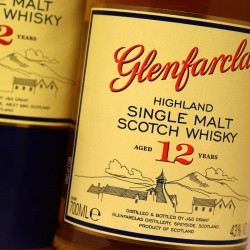 MALT
WHISKY
12 YEARS
Glenfarclas
HIGHLAND
SINGLE MALT
SCOTCH WHISKY
AGED 12 YEARS
700ML e
DISTILLED & BOTTLED BY J&G GRANT
GLENFARCLAS DISTILLERY, SPEYSIDE, SCOTLAND
PRODUCT OF SCOTLAND
43%